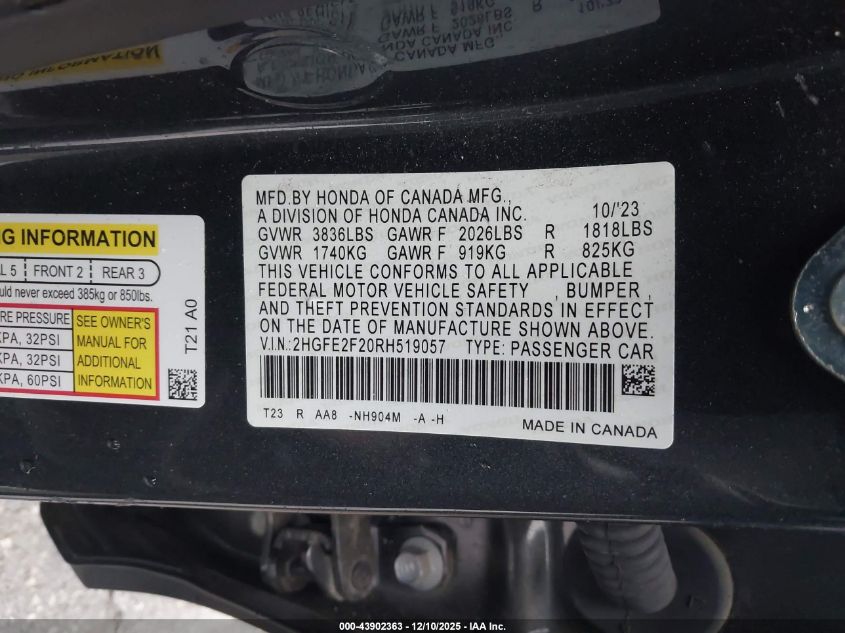 MFD.BY HONDA OF CANADA MFG.,
A DIVISION OF HONDA CANADA INC. 10/'23
GVWR 3836LBS GAWR F 2026LBS R 1818LBS
GVWR 1740KG GAWR F 919KG R 825KG
THIS VEHICLE CONFORMS TO ALL APPLICABLE
FEDERAL MOTOR VEHICLE SAFETY , BUMPER ,
AND THEFT PREVENTION STANDARDS IN EFFECT
ON THE DATE OF MANUFACTURE SHOWN ABOVE.
V.I.N:2HGFE2F20RH519057 TYPE: PASSENGER CAR
T23 R AA8 -NH904M -A -H
MADE IN CANADA
INFORMATION
5 FRONT 2 REAR 3
never exceed 385kg or 850lbs.
PRESSURE SEE OWNER'S
KPA, 32PSI MANUAL FOR
KPA, 32PSI ADDITIONAL
KPA, 60PSI INFORMATION
T21 A0
000-43902363 - 12/10/2025 - IAA Inc.